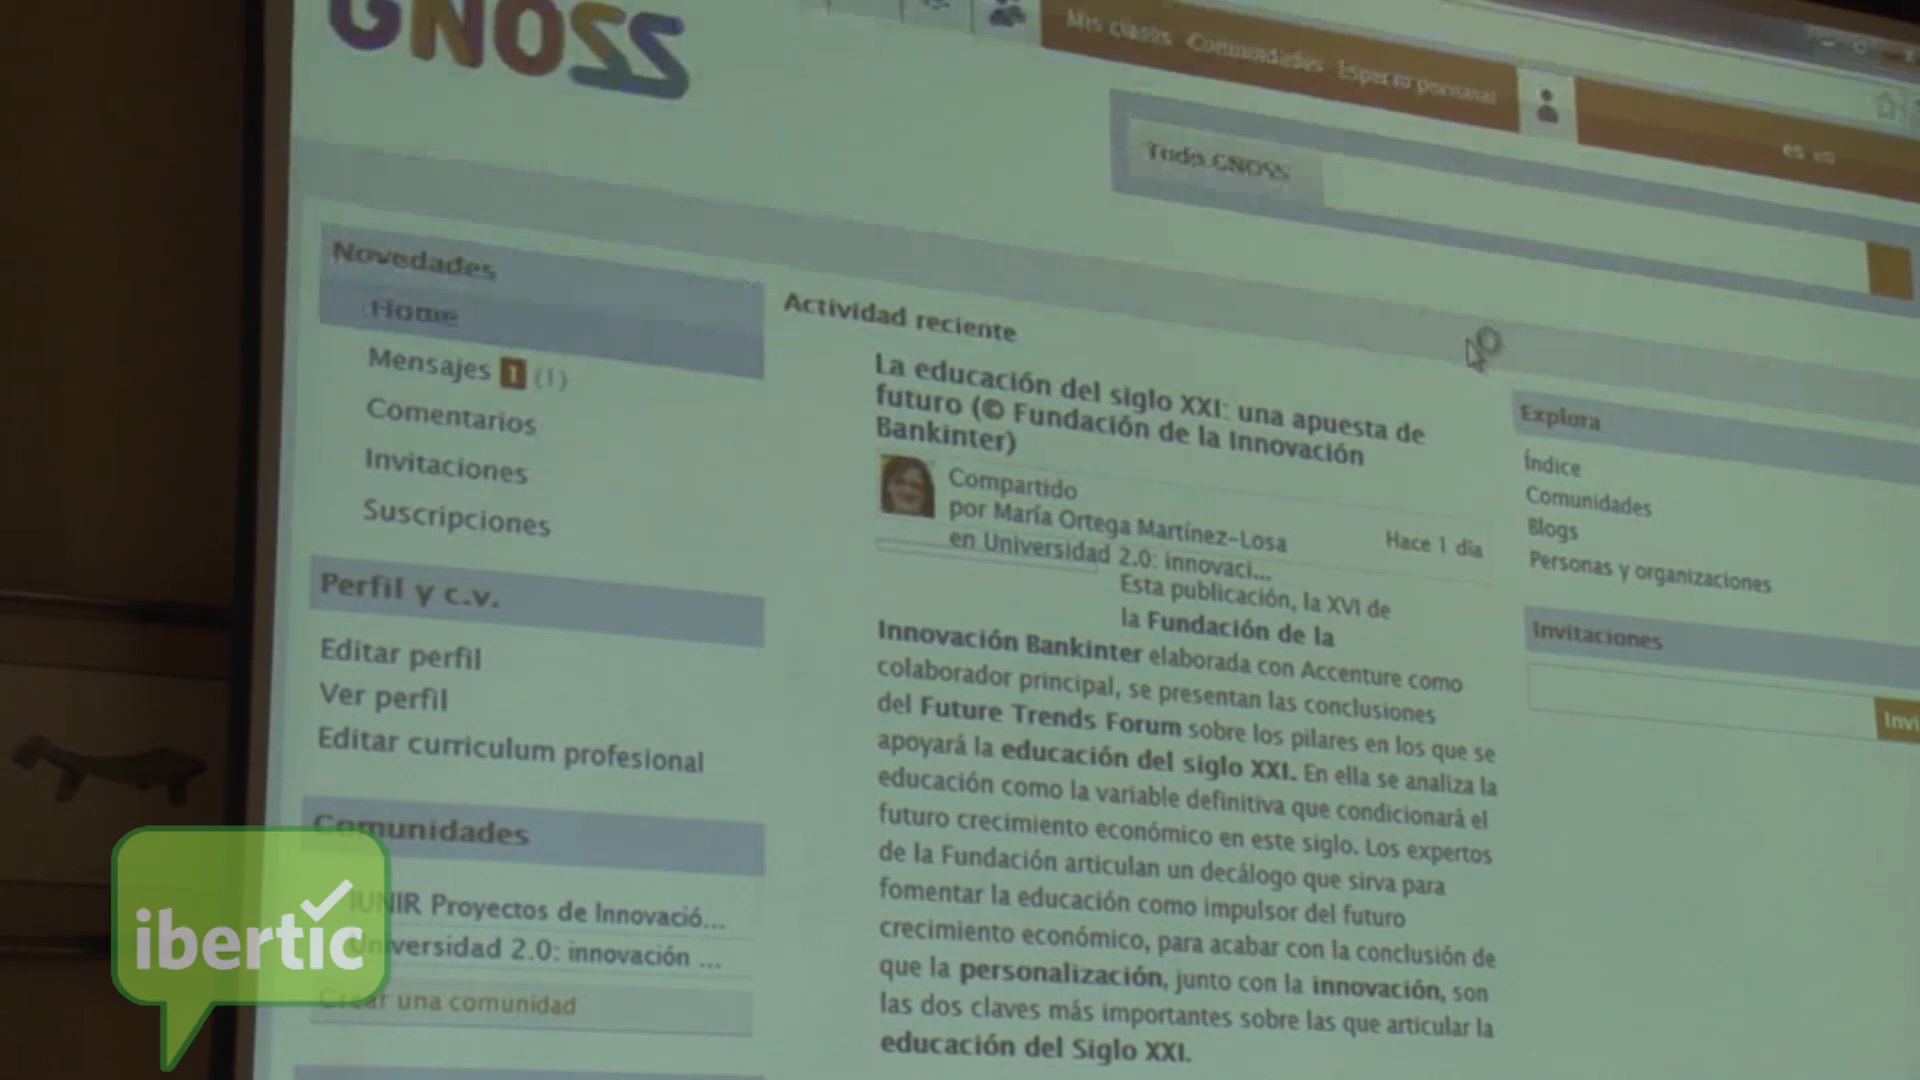 GNOSS
Mis clases Comunidades Espacio personal
es en
Todo GNOSS
Novedades
Home
Mensajes 1 (1)
Comentarios
Invitaciones
Suscripciones
Perfil y c.v.
Editar perfil
Ver perfil
Editar curriculum profesional
Comunidades
UNIR Proyectos de Innovació...
Universidad 2.0: innovación ...
Crear una comunidad
Actividad reciente
La educación del siglo XXI: una apuesta de
futuro (© Fundación de la Innovación
Bankinter)
Compartido
por María Ortega Martínez-Losa
en Universidad 2.0: innovaci...
Hace 1 día
Esta publicación, la XVI de
la Fundación de la
Innovación Bankinter elaborada con Accenture como
colaborador principal, se presentan las conclusiones
del Future Trends Forum sobre los pilares en los que se
apoyará la educación del siglo XXI. En ella se analiza la
educación como la variable definitiva que condicionará el
futuro crecimiento económico en este siglo. Los expertos
de la Fundación articulan un decálogo que sirva para
fomentar la educación como impulsor del futuro
crecimiento económico, para acabar con la conclusión de
que la personalización, junto con la innovación, son
las dos claves más importantes sobre las que articular la
educación del Siglo XXI.
Explora
Índice
Comunidades
Blogs
Personas y organizaciones
Invitaciones
Invi
ibertic